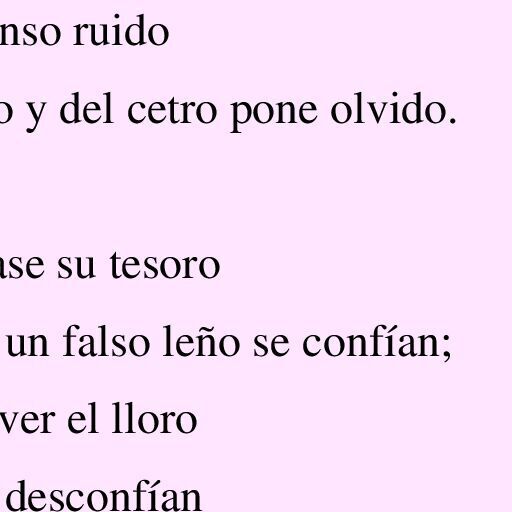 nso ruido
o y del cetro pone olvido.
ase su tesoro
un falso leño se confían;
ver el lloro
desconfían